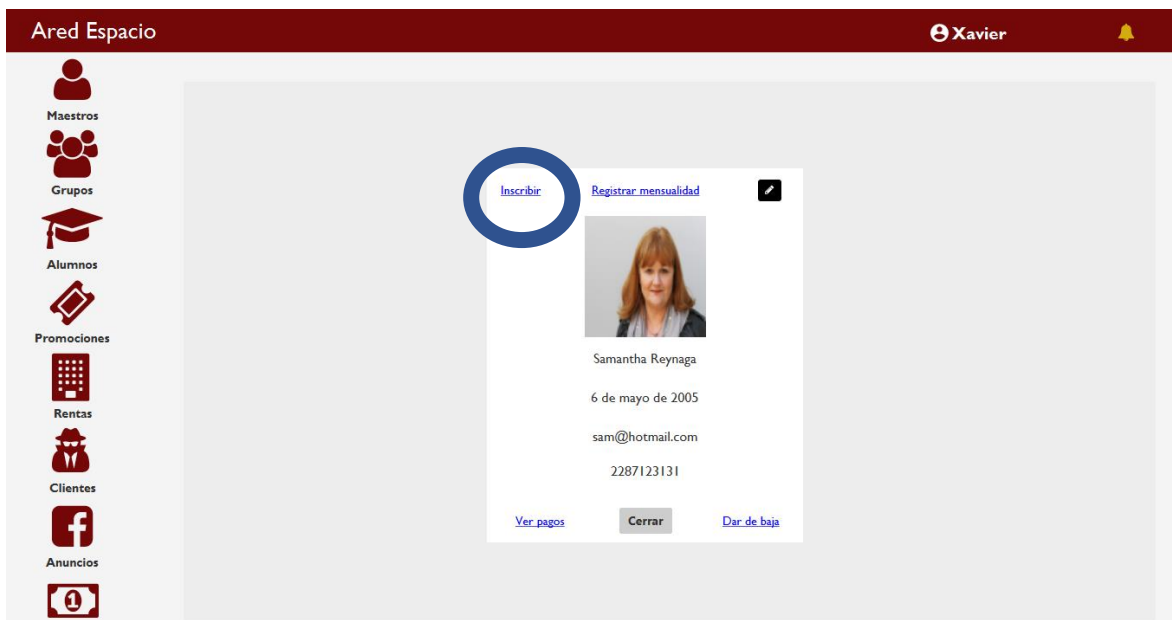 Ared Espacio
Xavier
Maestros
Grupos
Alumnos
Promociones
Rentas
Clientes
Anuncios
1
Inscribir Registrar mensualidad
Samantha Reynaga
6 de mayo de 2005
sam@hotmail.com
2287123131
Ver pagos Cerrar Dar de baja